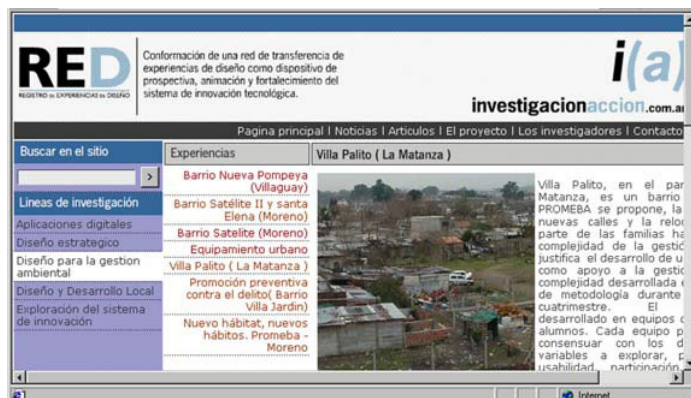 RED
REGISTRO DE EXPERIENCIAS DE DISEÑO
Conformación de una red de transferencia de
experiencias de diseño como dispositivo de
prospectiva, animación y fortalecimiento del
sistema de innovación tecnológica.
i(a)
investigacionaccion.com.ar
Pagina principal | Noticias | Articulos | El proyecto | Los investigadores | Contacto
Buscar en el sitio
>
Lineas de investigación
Aplicaciones digitales
Diseño estrategico
Diseño para la gestion
ambiental
Diseño y Desarrollo Local
Exploración del sistema
de innovación
Experiencias
Barrio Nueva Pompeya
(Villaguay)
Barrio Satélite II y santa
Elena (Moreno)
Barrio Satelite (Moreno)
Equipamiento urbano
Villa Palito ( La Matanza )
Promoción preventiva
contra el delito( Barrio
Villa Jardin)
Nuevo hábitat, nuevos
hábitos. Promeba -
Moreno
Villa Palito ( La Matanza )
Villa Palito, en el par
Matanza, es un barrio
PROMEBA se propone, la
nuevas calles y la relo
parte de las familias ha
complejidad de la gestió
justifica el desarrollo de u
como apoyo a la gestió
complejidad desarrollada
de metodología durante
cuatrimestre. El
desarrollado en equipos
alumnos. Cada equipo p
consensuar con los d
variables a explorar, p
usabilidad, participación
Internet